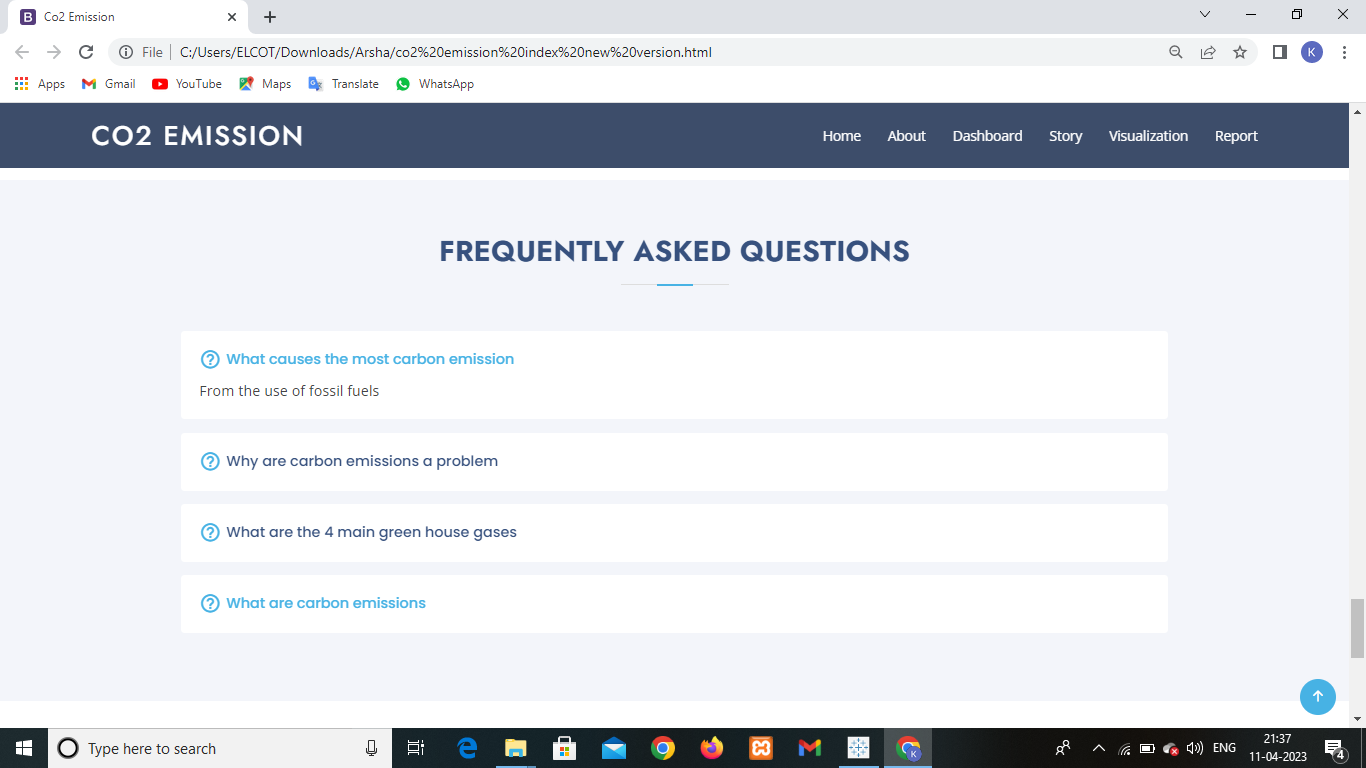 Co2 Emission
File
C:/Users/ELCOT/Downloads/Arsha/co2%20emission%20index%20new%20version.html
K
Apps
Gmail
YouTube
Maps
Translate
WhatsApp
CO2 EMISSION
Home
About
Dashboard
Story
Visualization
Report
FREQUENTLY ASKED QUESTIONS
What causes the most carbon emission
From the use of fossil fuels
Why are carbon emissions a problem
What are the 4 main green house gases
What are carbon emissions
Type here to search
ENG
21:37
11-04-2023
4